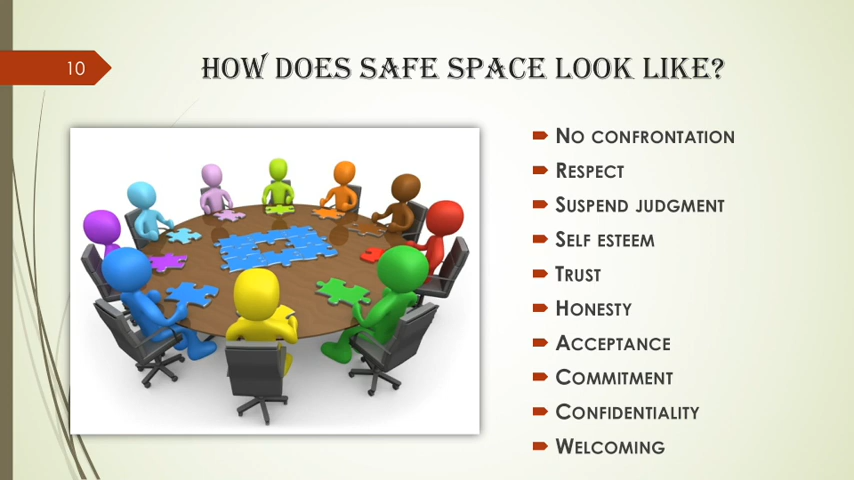 10
HOW DOES SAFE SPACE LOOK LIKE?
NO CONFRONTATION
RESPECT
SUSPEND JUDGMENT
SELF ESTEEM
TRUST
HONESTY
ACCEPTANCE
COMMITMENT
CONFIDENTIALITY
WELCOMING